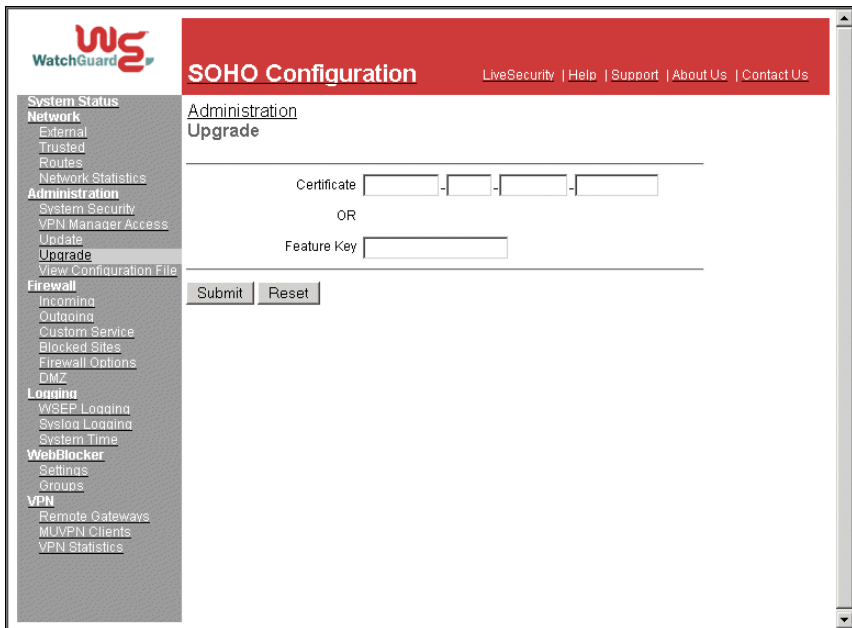 WatchGuard
SOHO Configuration
LiveSecurity | Help | Support | About Us | Contact Us
System Status
Network
External
Trusted
Routes
Network Statistics
Administration
System Security
VPN Manager Access
Update
Upgrade
View Configuration File
Firewall
Incoming
Outgoing
Custom Service
Blocked Sites
Firewall Options
DMZ
Logging
WSEP Logging
Syslog Logging
System Time
WebBlocker
Settings
Groups
VPN
Remote Gateways
MUVPN Clients
VPN Statistics
Administration
Upgrade
Certificate - - -
OR
Feature Key
Submit Reset